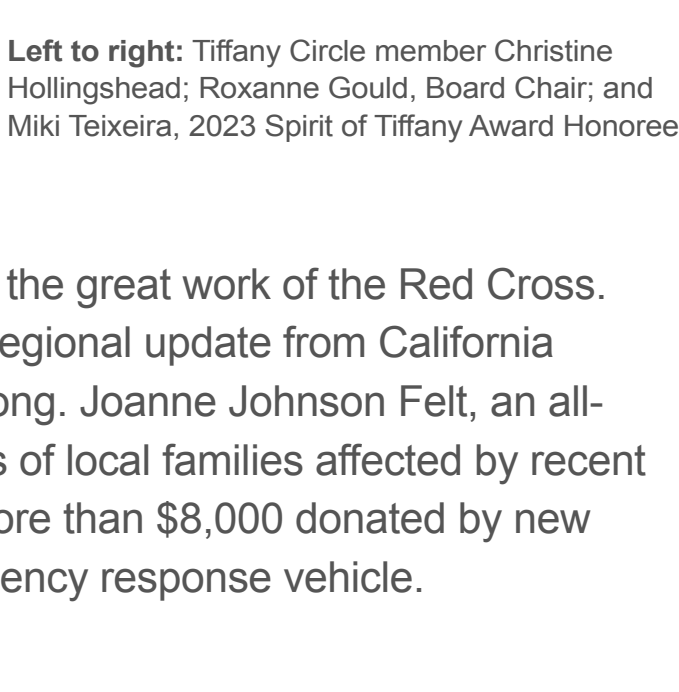 Left to right: Tiffany Circle member Christine
Hollingshead; Roxanne Gould, Board Chair; and
Miki Teixeira, 2023 Spirit of Tiffany Award Honoree
the great work of the Red Cross.
egional update from California
ong. Joanne Johnson Felt, an all-
s of local families affected by recent
ore than $8,000 donated by new
ency response vehicle.